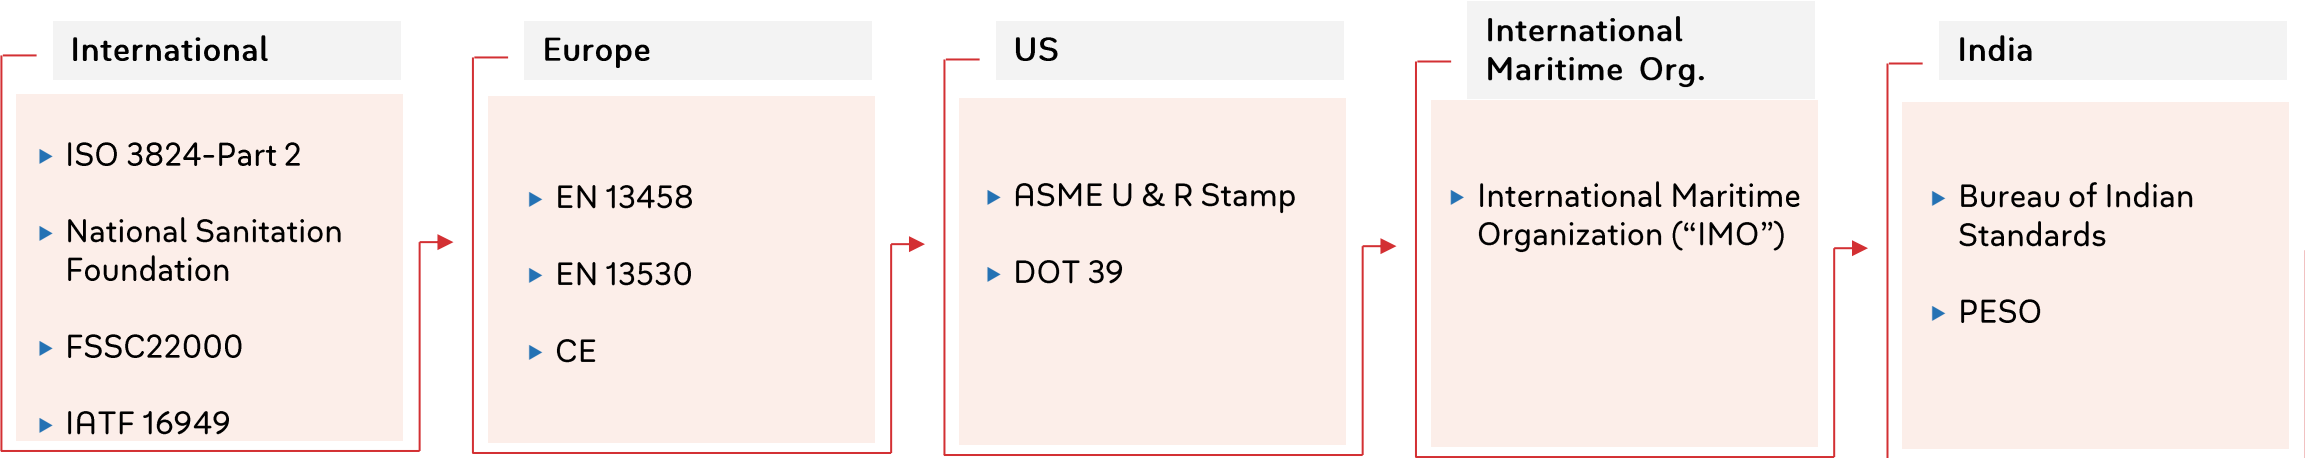 International
ISO 3824-Part 2
National Sanitation
Foundation
FSSC22000
IATF 16949
Europe
EN 13458
EN 13530
CE
US
ASME U & R Stamp
DOT 39
International
Maritime Org.
International Maritime
Organization (“IMO”)
India
Bureau of Indian
Standards
PESO